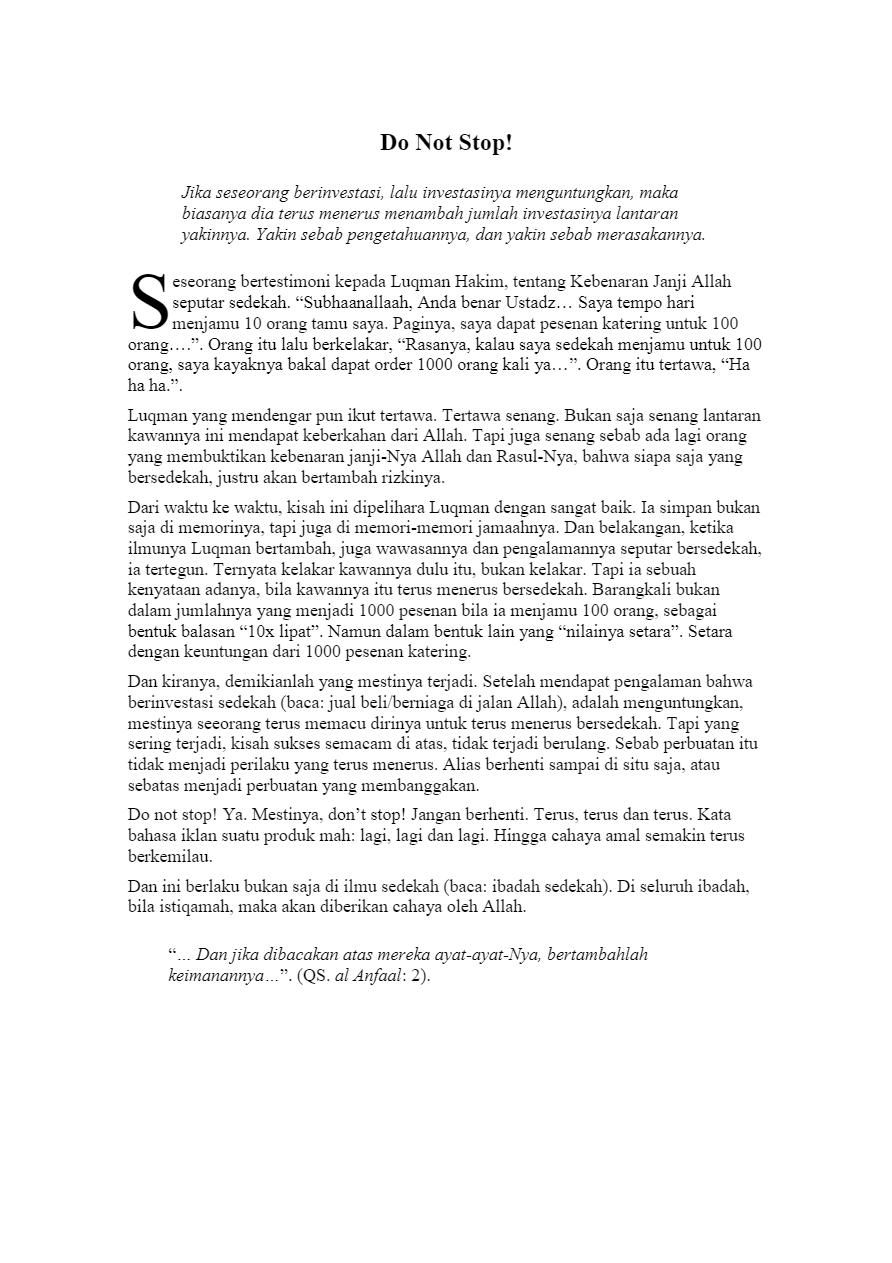 Do Not Stop!
Jika seseorang berinvestasi, lalu investasinya menguntungkan, maka
biasanya dia terus menerus menambah jumlah investasinya lantaran
yakinnya. Yakin sebab pengetahuannya, dan yakin sebab merasakannya.
Seseorang bertestimoni kepada Luqman Hakim, tentang Kebenaran Janji Allah
seputar sedekah. “Subhaanallaah, Anda benar Ustadz… Saya tempo hari
menjamu 10 orang tamu saya. Paginya, saya dapat pesenan katering untuk 100
orang….”. Orang itu lalu berkelakar, “Rasanya, kalau saya sedekah menjamu untuk 100
orang, saya kayaknya bakal dapat order 1000 orang kali ya…”. Orang itu tertawa, “Ha
ha ha.”.
Luqman yang mendengar pun ikut tertawa. Tertawa senang. Bukan saja senang lantaran
kawannya ini mendapat keberkahan dari Allah. Tapi juga senang sebab ada lagi orang
yang membuktikan kebenaran janji-Nya Allah dan Rasul-Nya, bahwa siapa saja yang
bersedekah, justru akan bertambah rizkinya.
Dari waktu ke waktu, kisah ini dipelihara Luqman dengan sangat baik. Ia simpan bukan
saja di memorinya, tapi juga di memori-memori jamaahnya. Dan belakangan, ketika
ilmunya Luqman bertambah, juga wawasannya dan pengalamannya seputar bersedekah,
ia tertegun. Ternyata kelakar kawannya dulu itu, bukan kelakar. Tapi ia sebuah
kenyataan adanya, bila kawannya itu terus menerus bersedekah. Barangkali bukan
dalam jumlahnya yang menjadi 1000 pesenan bila ia menjamu 100 orang, sebagai
bentuk balasan “10x lipat”. Namun dalam bentuk lain yang “nilainya setara”. Setara
dengan keuntungan dari 1000 pesenan katering.
Dan kiranya, demikianlah yang mestinya terjadi. Setelah mendapat pengalaman bahwa
berinvestasi sedekah (baca: jual beli/berniaga di jalan Allah), adalah menguntungkan,
mestinya seeorang terus memacu dirinya untuk terus menerus bersedekah. Tapi yang
sering terjadi, kisah sukses semacam di atas, tidak terjadi berulang. Sebab perbuatan itu
tidak menjadi perilaku yang terus menerus. Alias berhenti sampai di situ saja, atau
sebatas menjadi perbuatan yang membanggakan.
Do not stop! Ya. Mestinya, don’t stop! Jangan berhenti. Terus, terus dan terus. Kata
bahasa iklan suatu produk mah: lagi, lagi dan lagi. Hingga cahaya amal semakin terus
berkemilau.
Dan ini berlaku bukan saja di ilmu sedekah (baca: ibadah sedekah). Di seluruh ibadah,
bila istiqamah, maka akan diberikan cahaya oleh Allah.
“… Dan jika dibacakan atas mereka ayat-ayat-Nya, bertambahlah
keimanannya…”. (QS. al Anfaal: 2).